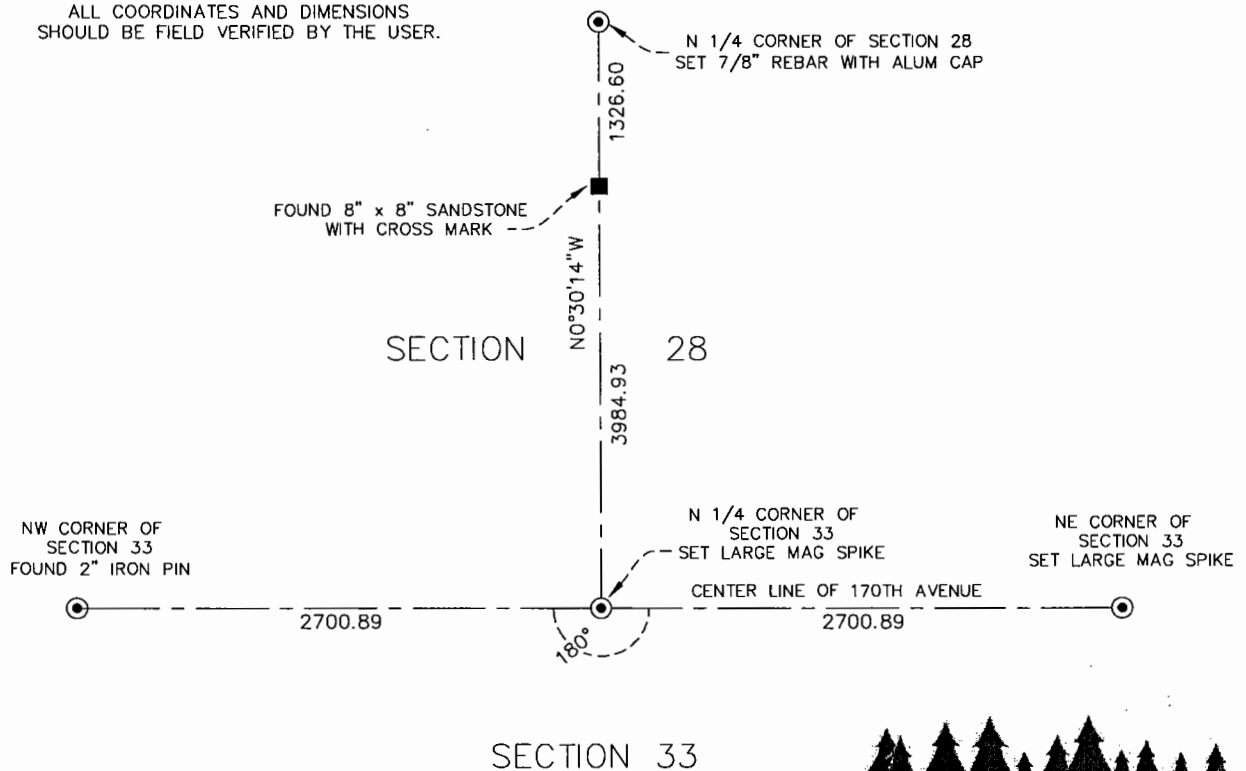 ALL COORDINATES AND DIMENSIONS
SHOULD BE FIELD VERIFIED BY THE USER.
N 1/4 CORNER OF SECTION 28
SET 7/8" REBAR WITH ALUM CAP
1326.60
FOUND 8" x 8" SANDSTONE
WITH CROSS MARK
N0°30'14"W
SECTION 28
3984.93
NW CORNER OF
SECTION 33
FOUND 2" IRON PIN
N 1/4 CORNER OF
SECTION 33
SET LARGE MAG SPIKE
NE CORNER OF
SECTION 33
SET LARGE MAG SPIKE
CENTER LINE OF 170TH AVENUE
2700.89
2700.89
180°
SECTION 33